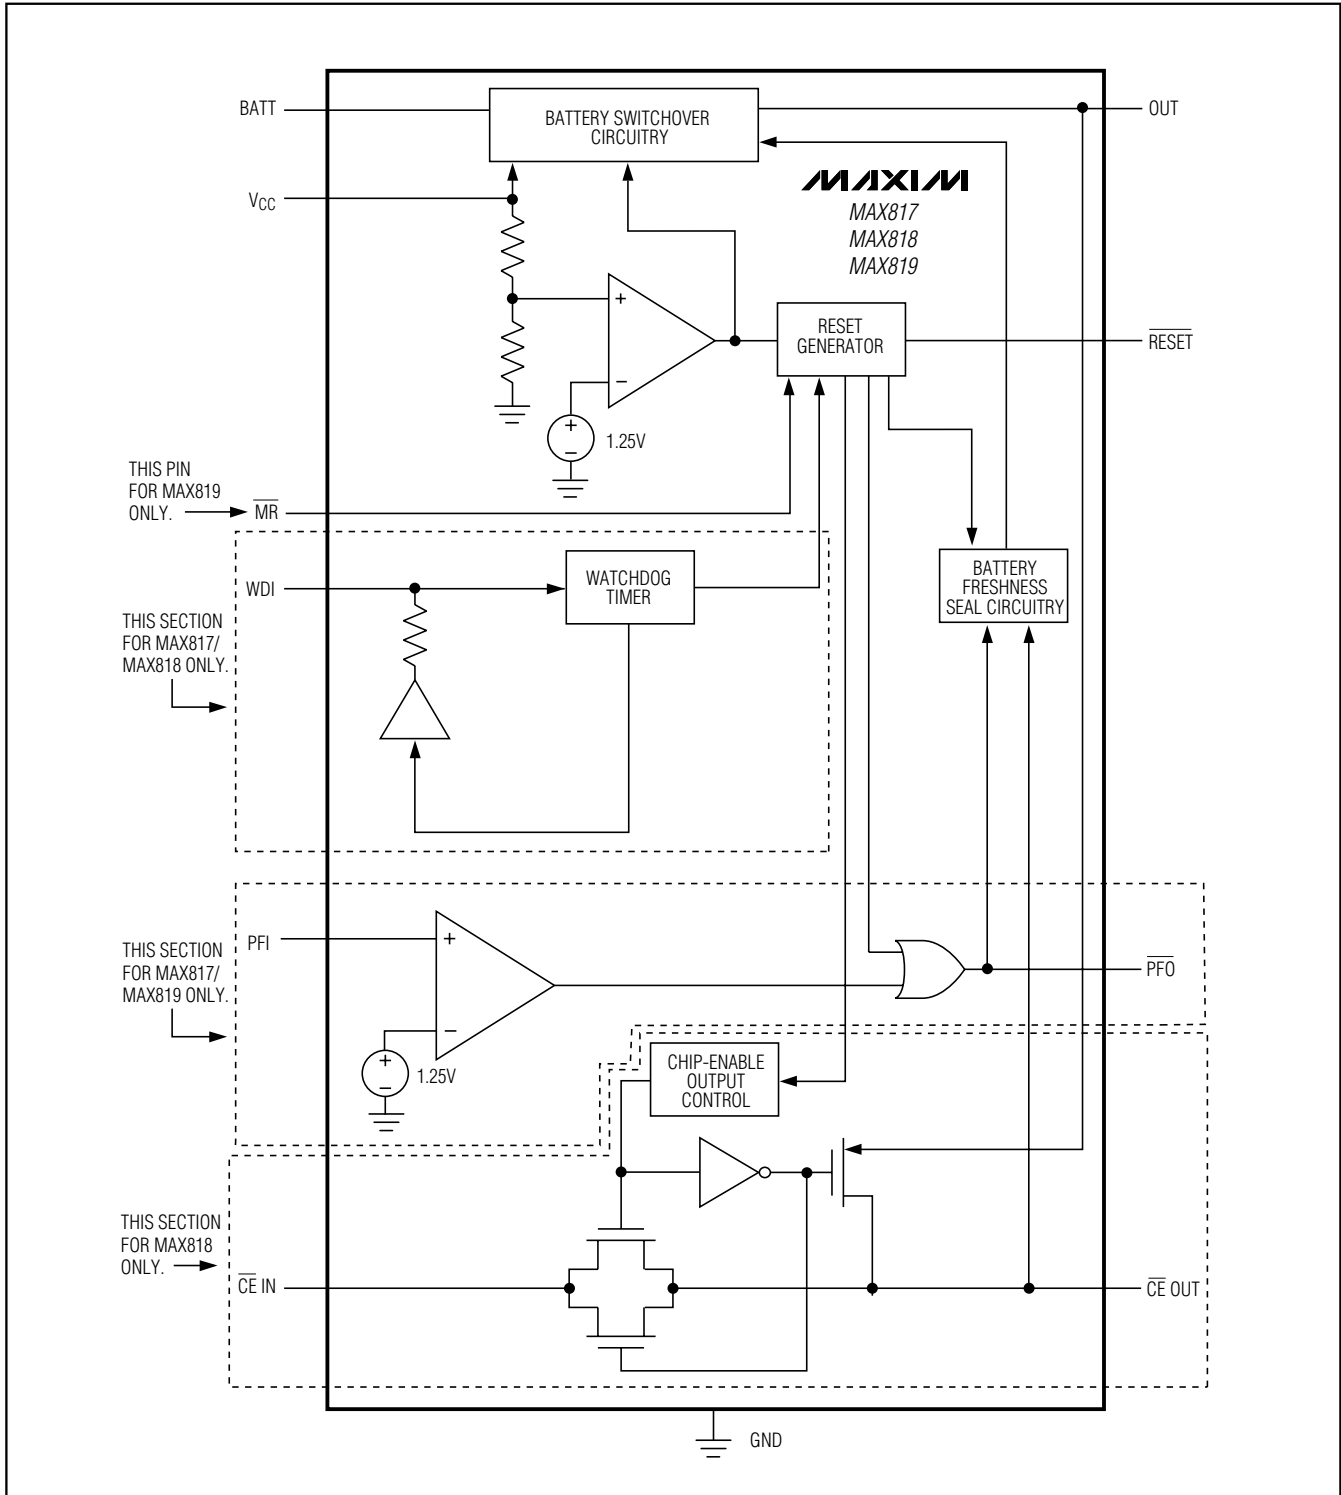 BATT
BATTERY SWITCHOVER
CIRCUITRY
OUT
VCC
MAXIM
MAX817
MAX818
MAX819
+
−
RESET
GENERATOR
RESET
+
−
1.25V
THIS PIN
FOR MAX819
ONLY.
MR
WDI
WATCHDOG
TIMER
BATTERY
FRESHNESS
SEAL CIRCUITRY
THIS SECTION
FOR MAX817/
MAX818 ONLY.
PFI
+
−
THIS SECTION
FOR MAX817/
MAX819 ONLY.
PFO
+
−
1.25V
CHIP-ENABLE
OUTPUT
CONTROL
THIS SECTION
FOR MAX818
ONLY.
CE IN
CE OUT
GND